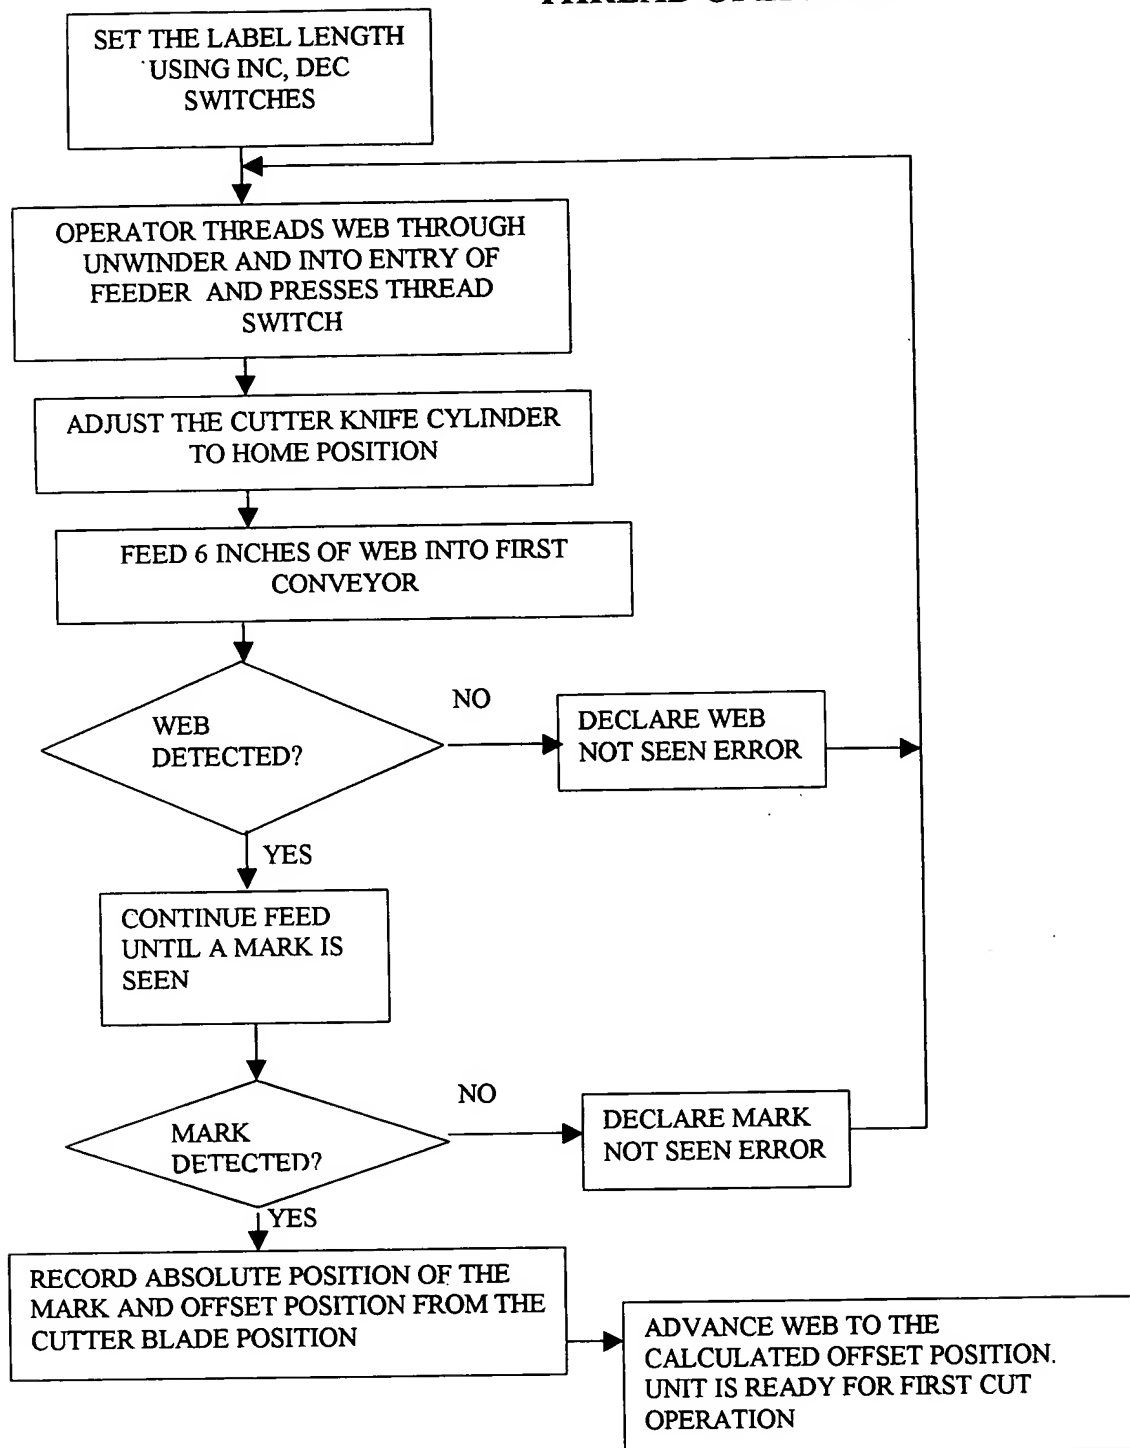 SET THE LABEL LENGTH
USING INC, DEC
SWITCHES
OPERATOR THREADS WEB THROUGH
UNWINDER AND INTO ENTRY OF
FEEDER AND PRESSES THREAD
SWITCH
ADJUST THE CUTTER KNIFE CYLINDER
TO HOME POSITION
FEED 6 INCHES OF WEB INTO FIRST
CONVEYOR
WEB
DETECTED?
NO
DECLARE WEB
NOT SEEN ERROR
YES
CONTINUE FEED
UNTIL A MARK IS
SEEN
MARK
DETECTED?
NO
DECLARE MARK
NOT SEEN ERROR
YES
RECORD ABSOLUTE POSITION OF THE
MARK AND OFFSET POSITION FROM THE
CUTTER BLADE POSITION
ADVANCE WEB TO THE
CALCULATED OFFSET POSITION.
UNIT IS READY FOR FIRST CUT
OPERATION